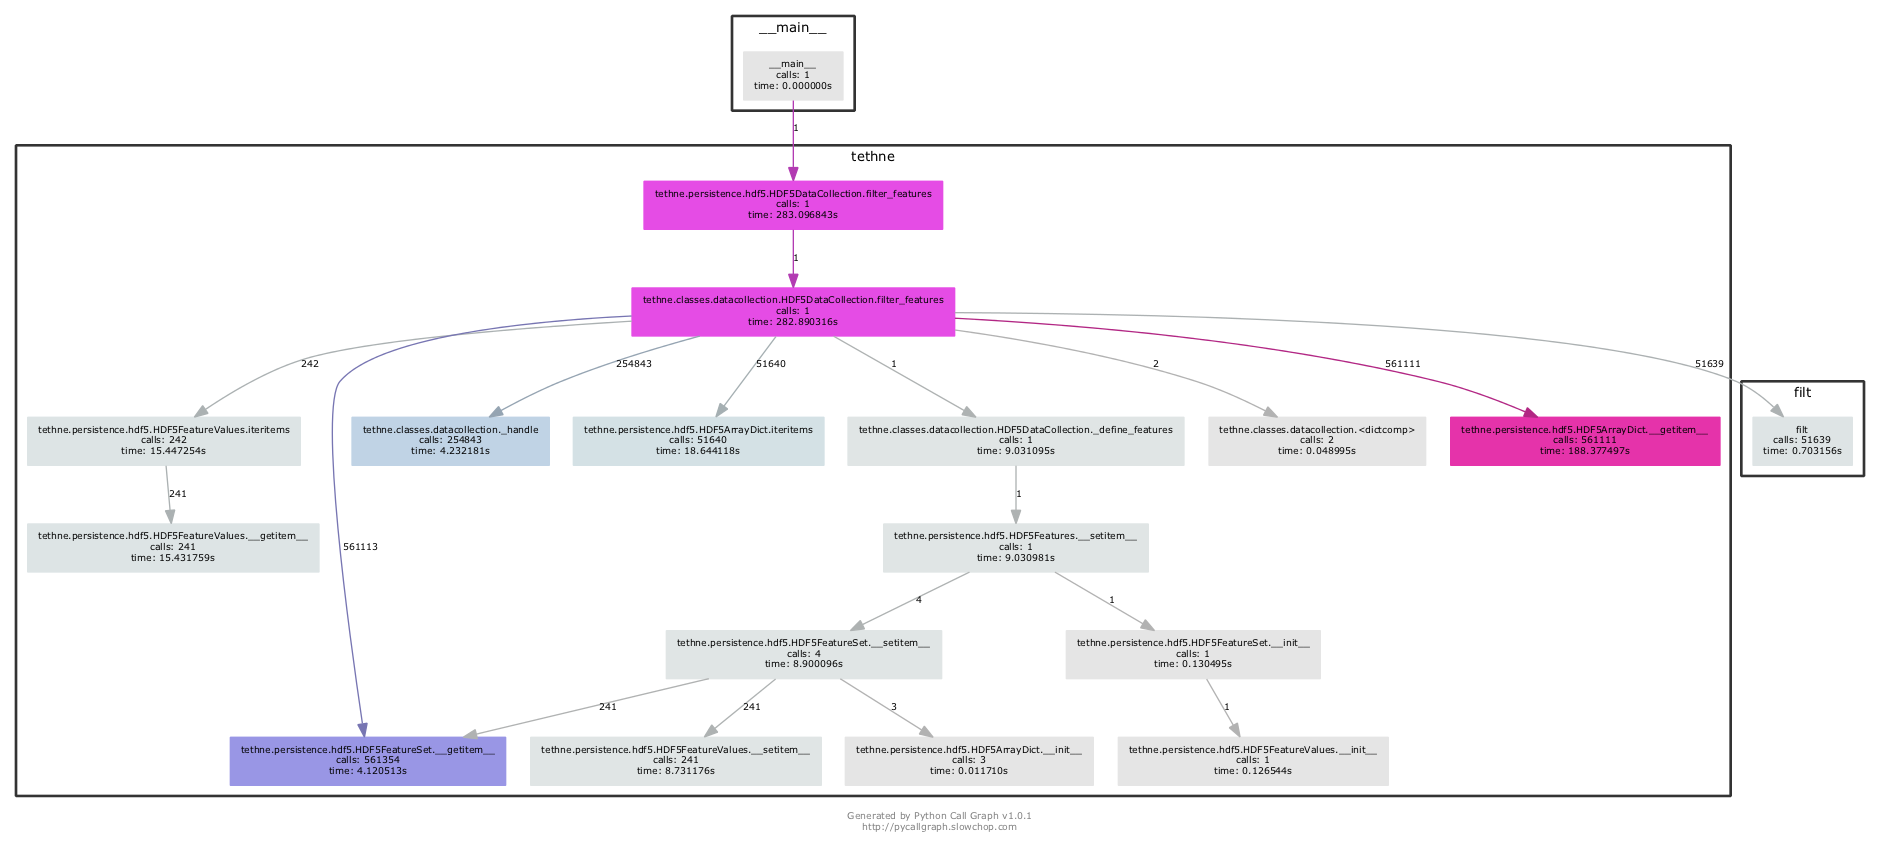 __main__
__main__
calls: 1
time: 0.000000s
1
tethne
tethne.persistence.hdf5.HDF5DataCollection.filter_features
calls: 1
time: 283.096843s
1
tethne.classes.datacollection.HDF5DataCollection.filter_features
calls: 1
time: 282.890316s
242
254843
51640
1
2
561111
51639
filt
tethne.persistence.hdf5.HDF5FeatureValues.iteritems
calls: 242
time: 15.447254s
tethne.classes.datacollection._handle
calls: 254843
time: 4.232181s
tethne.persistence.hdf5.HDF5ArrayDict.iteritems
calls: 51640
time: 18.644118s
tethne.classes.datacollection.HDF5DataCollection._define_features
calls: 1
time: 9.031095s
tethne.classes.datacollection.<dictcomp>
calls: 2
time: 0.048995s
tethne.persistence.hdf5.HDF5ArrayDict.__getitem__
calls: 561111
time: 188.377497s
filt
calls: 51639
time: 0.703156s
241
1
tethne.persistence.hdf5.HDF5FeatureValues.__getitem__
calls: 241
time: 15.431759s
561113
tethne.persistence.hdf5.HDF5Features.__setitem__
calls: 1
time: 9.030981s
4
1
tethne.persistence.hdf5.HDF5FeatureSet.__setitem__
calls: 4
time: 8.900096s
tethne.persistence.hdf5.HDF5FeatureSet.__init__
calls: 1
time: 0.130495s
241
241
3
1
tethne.persistence.hdf5.HDF5FeatureSet.__getitem__
calls: 561354
time: 4.120513s
tethne.persistence.hdf5.HDF5FeatureValues.__setitem__
calls: 241
time: 8.731176s
tethne.persistence.hdf5.HDF5ArrayDict.__init__
calls: 3
time: 0.011710s
tethne.persistence.hdf5.HDF5FeatureValues.__init__
calls: 1
time: 0.126544s
Generated by Python Call Graph v1.0.1
http://pycallgraph.slowchop.com